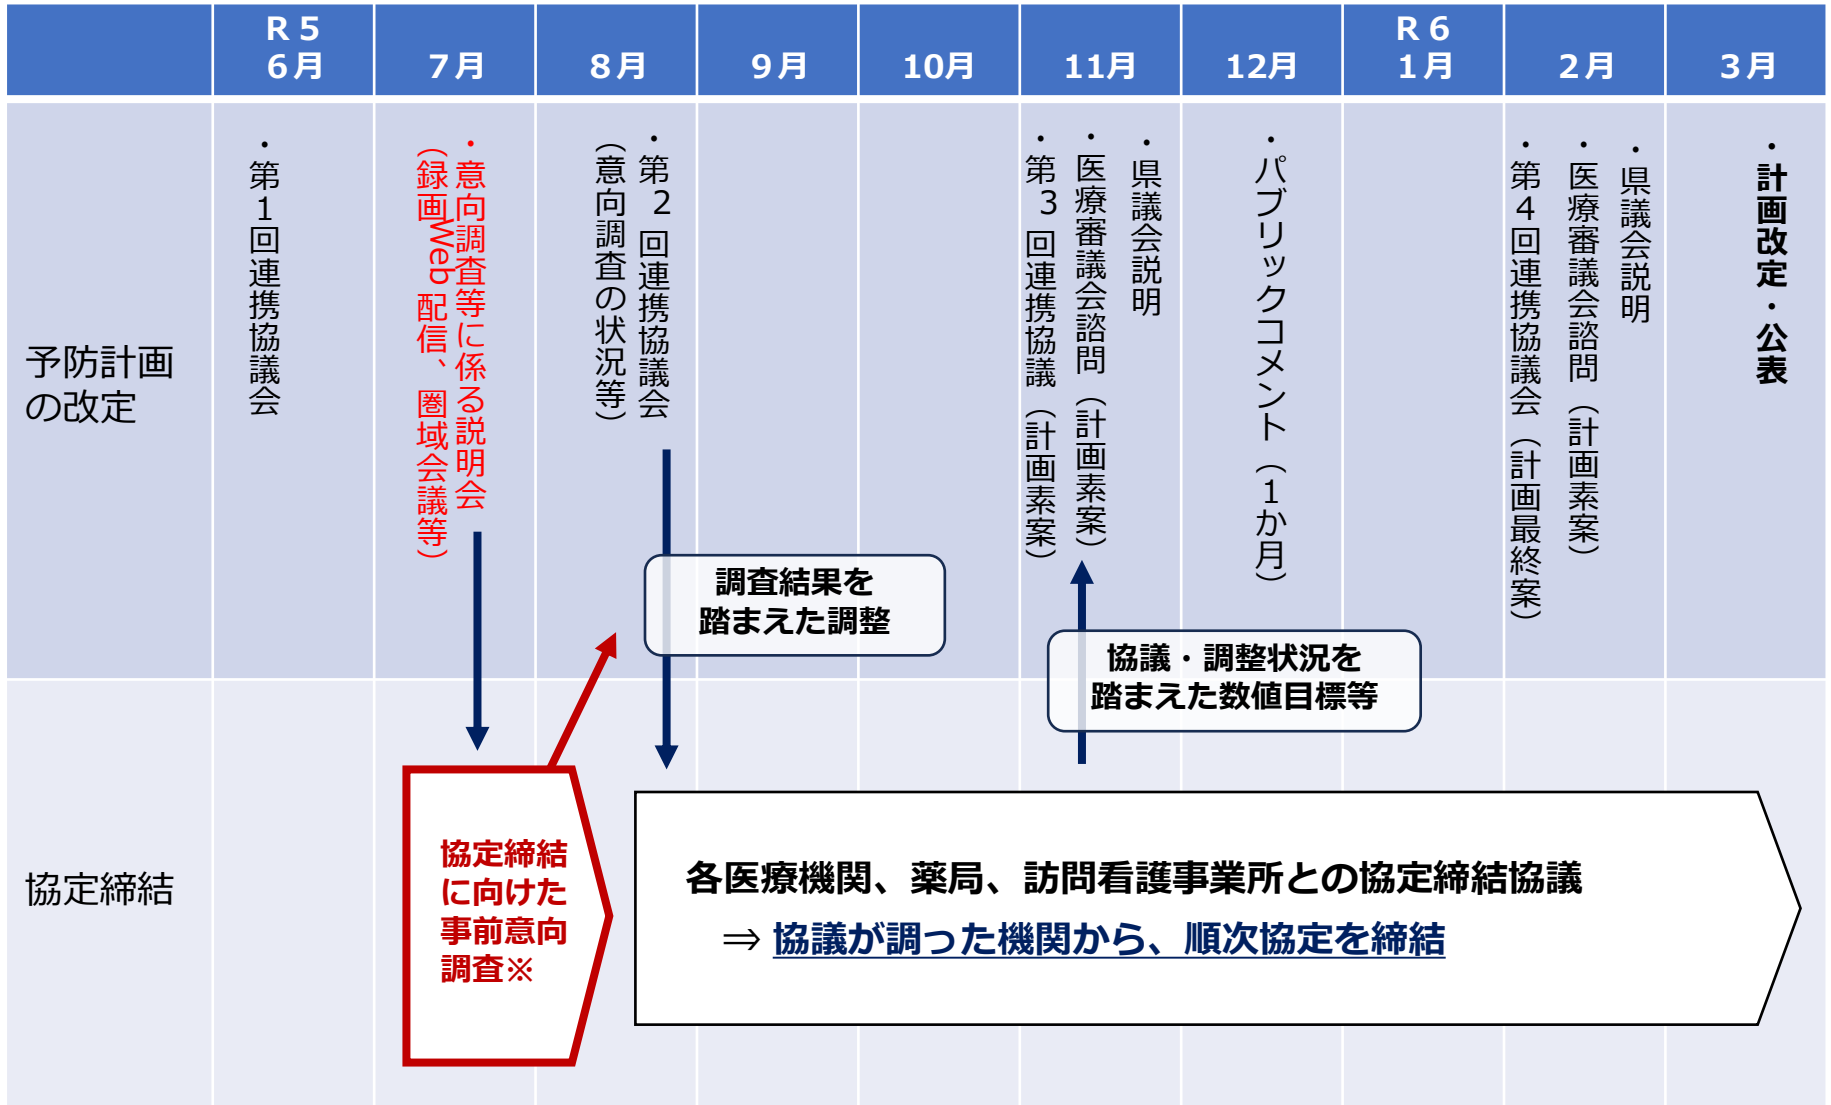 R５
６月
７月
８月
９月
10月
11月
12月
R６
１月
２月
３月
予防計画
の改定
・第１回連携協議会
・意向調査等に係る説明会
（録画Web配信、圏域会議等）
・第２回連携協議会
（意向調査の状況等）
・県議会説明
・医療審議会諮問（計画素案）
・第３回連携協議（計画素案）
・パブリックコメント（１か月）
・県議会説明
・医療審議会諮問（計画素案）
・第４回連携協議会（計画最終案）
・計画改定・公表
調査結果を
踏まえた調整
協議・調整状況を
踏まえた数値目標等
協定締結
協定締結
に向けた
事前意向
調査※
各医療機関、薬局、訪問看護事業所との協定締結協議
⇒ 協議が調った機関から、順次協定を締結